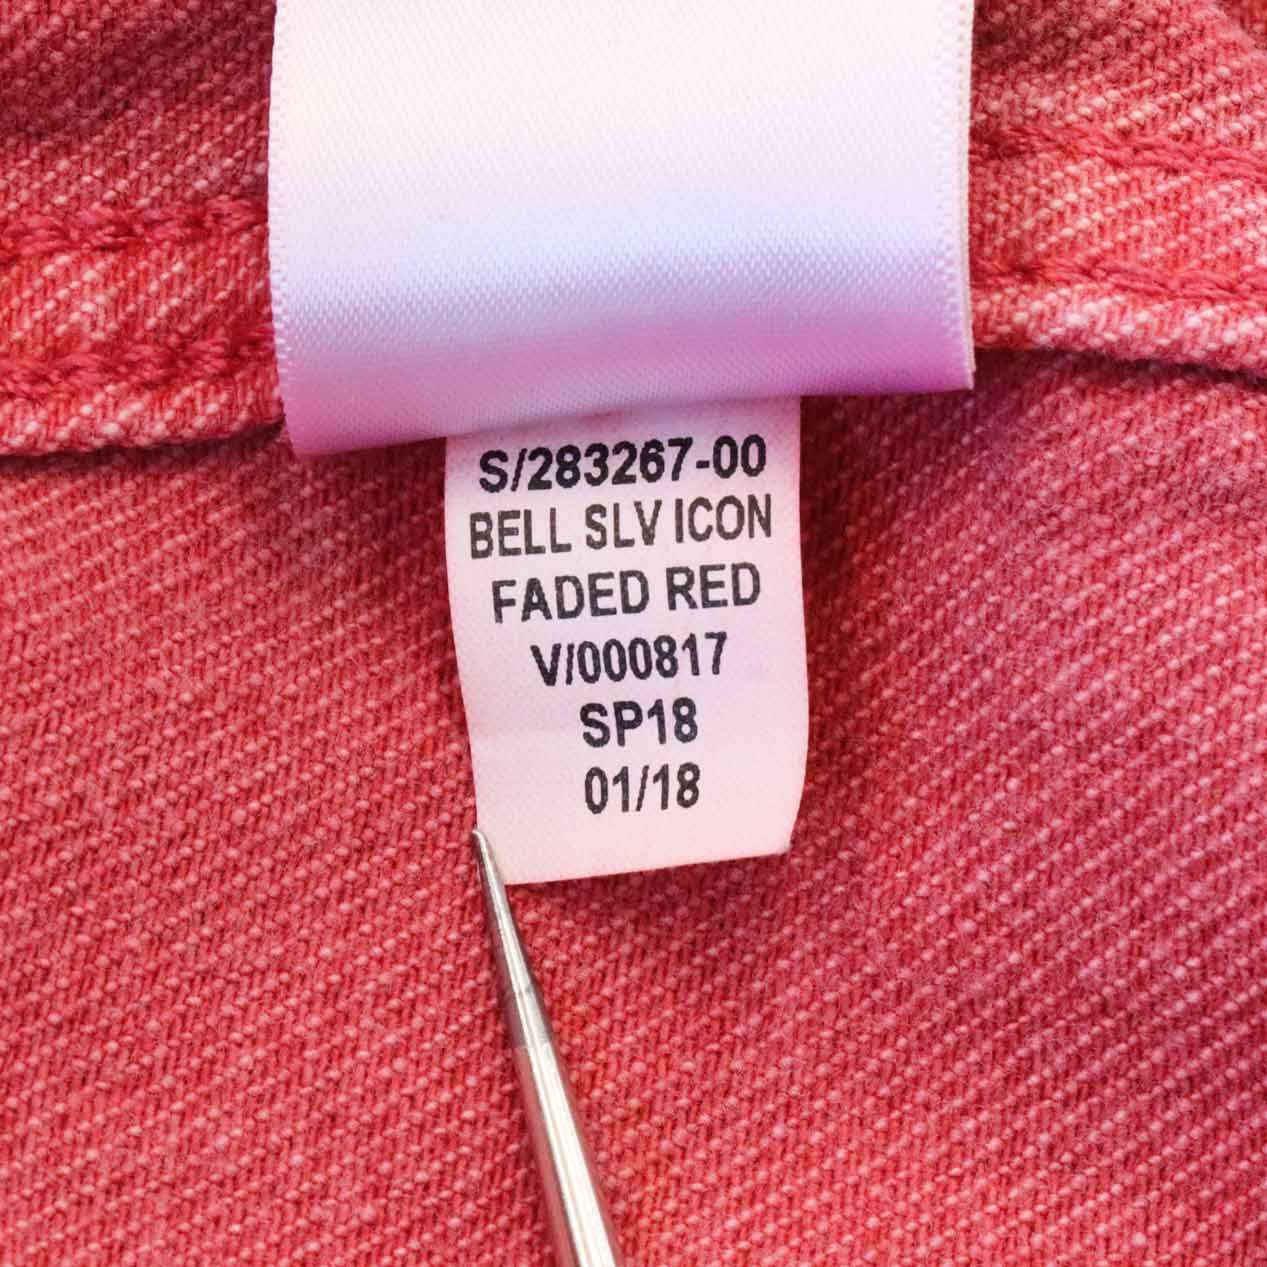 S/283267-00
BELL SLV ICON
FADED RED
V/000817
SP18
01/18